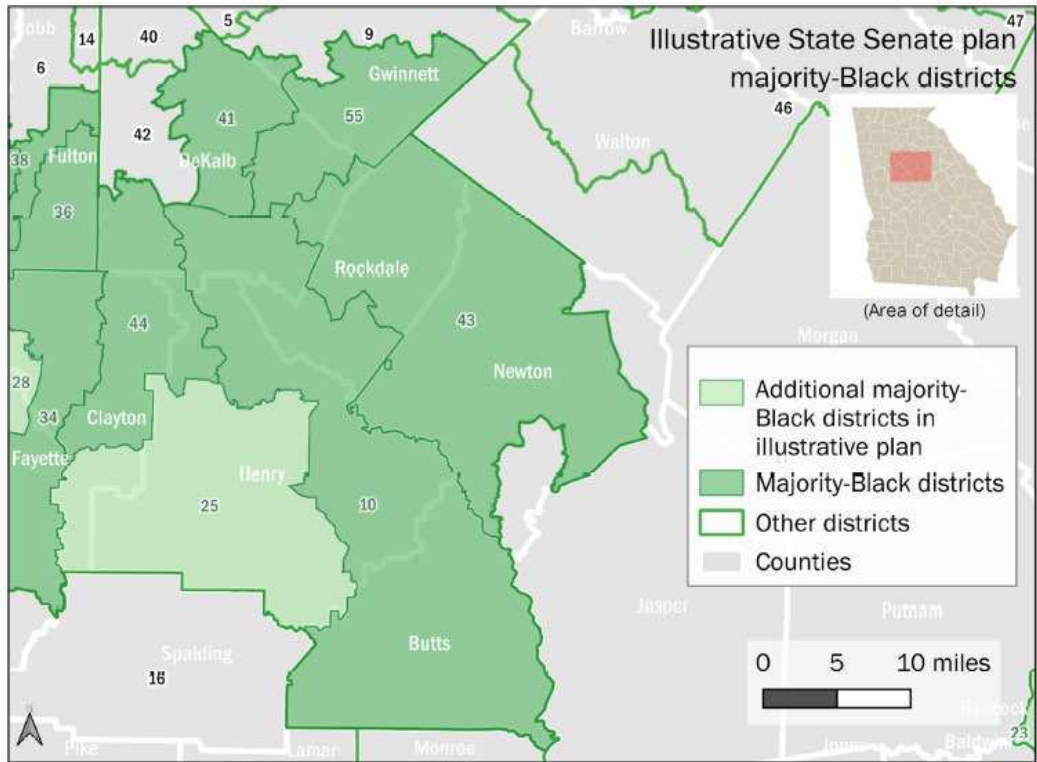 Illustrative State Senate plan
majority-Black districts
(Area of detail)
Additional majority-
Black districts in
illustrative plan
Majority-Black districts
Other districts
Counties
0 5 10 miles
5
47
14
40
9
Barrow
6
Gwinnett
46
41
55
42
Walton
38
Fulton
DeKalb
36
Rockdale
44
43
Morgan
Newton
28
34
Clayton
Fayette
Henry
25
10
Jasper
Putnam
Butts
Spalding
16
Pike
Lamar
Monroe
23